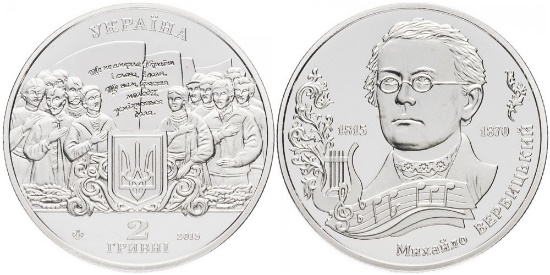 УКРАЇНА
Ще не вмерла Україна
і слава, і воля,
Ще нам, браття
молодії,
усміхнеться
доля.
2
ГРИВНІ
2015
1815
1870
Михайло ВЕРБИЦЬКИЙ